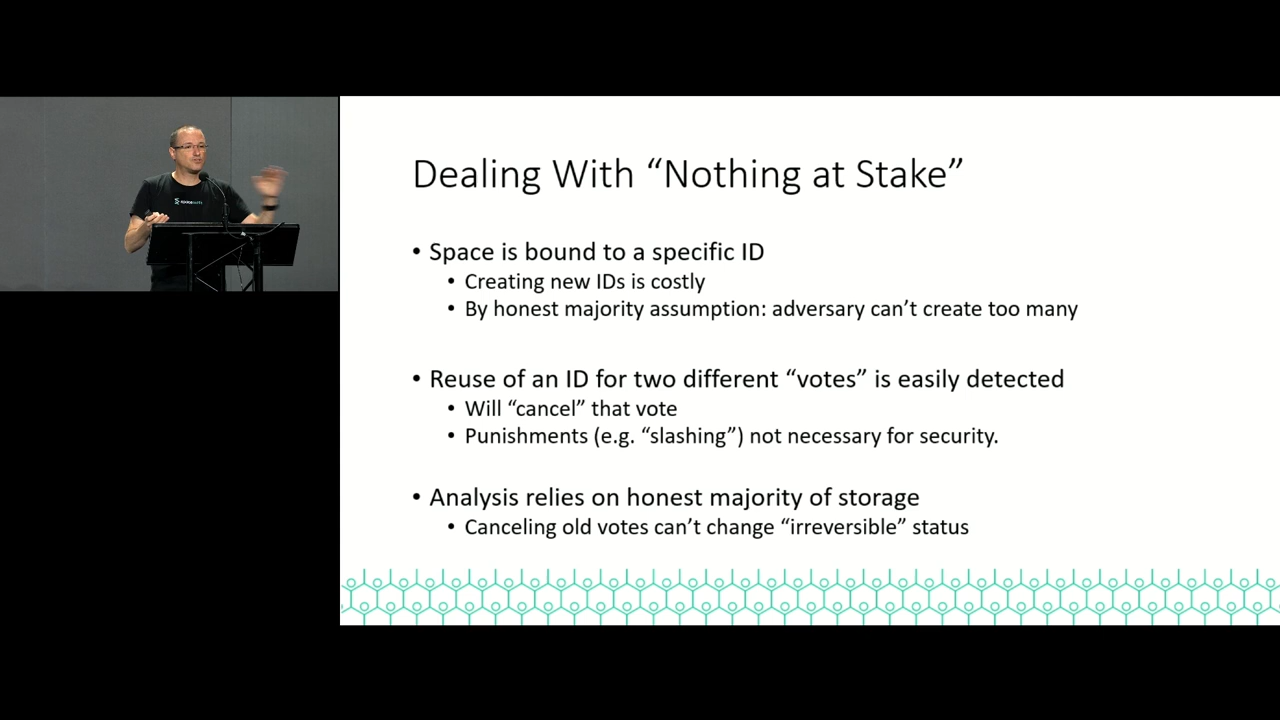 Dealing With “Nothing at Stake”
• Space is bound to a specific ID
• Creating new IDs is costly
• By honest majority assumption: adversary can’t create too many
• Reuse of an ID for two different “votes” is easily detected
• Will “cancel” that vote
• Punishments (e.g. “slashing”) not necessary for security.
• Analysis relies on honest majority of storage
• Canceling old votes can’t change “irreversible” status